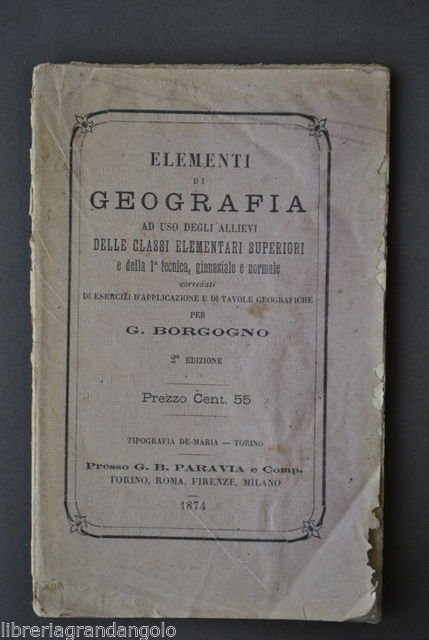 ELEMENTI
DI
GEOGRAFIA
AD USO DEGLI ALLIEVI
DELLE CLASSI ELEMENTARI SUPERIORI
e della 1ª tecnica, ginnasiale e normale
corredati
DI ESERCIZI D'APPLICAZIONE E DI TAVOLE GEOGRAFICHE
PER
G. BORGOGNO
2ª EDIZIONE
Prezzo Cent. 55
TIPOGRAFIA DE-MARIA — TORINO
Presso G. B. PARAVIA e Comp.
TORINO, ROMA, FIRENZE, MILANO
1874
libreriagrandangolo